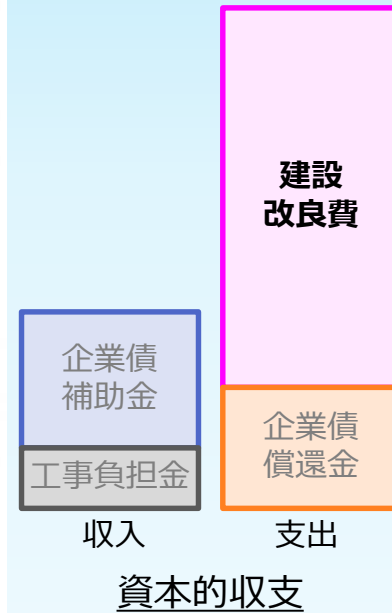 建設
改良費
企業債
補助金
工事負担金
企業債
償還金
収入
支出
資本的収支